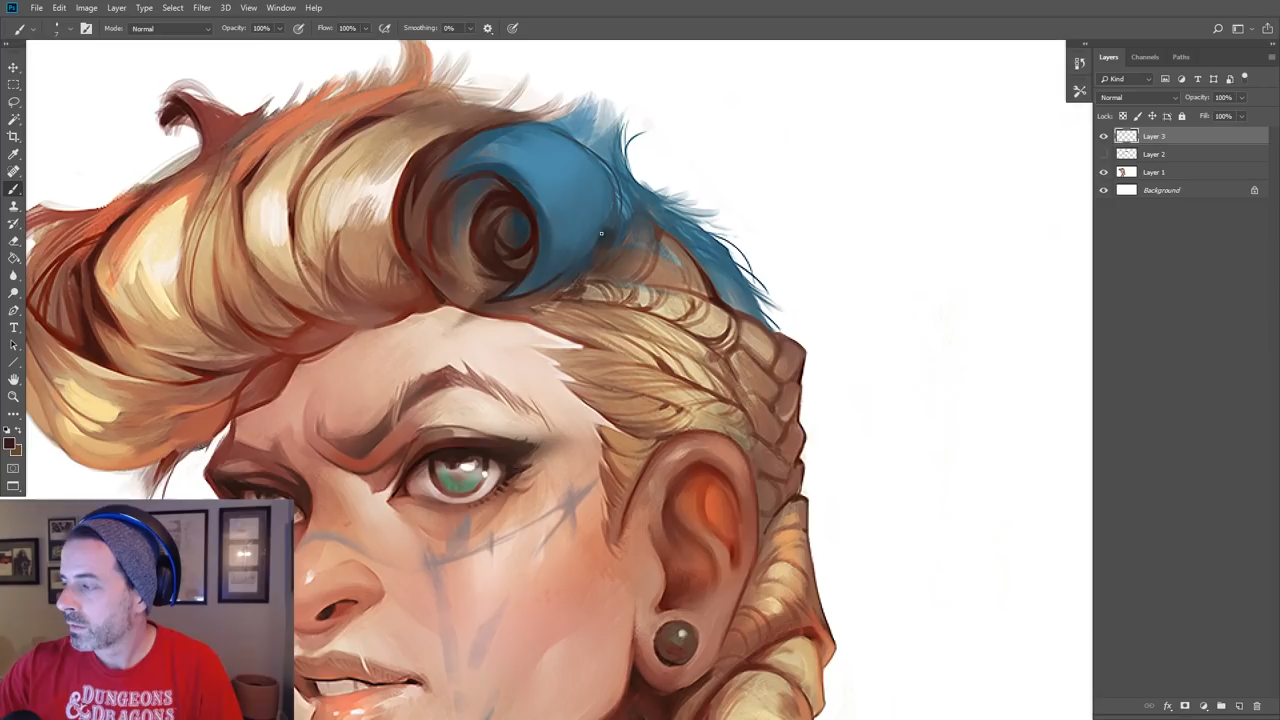 Ps File Edit Image Layer Type Select Filter 3D View Window Help
7 Mode: Normal Opacity: 100% Flow: 100% Smoothing: 0%
Layers Channels Paths
Kind
Normal Opacity: 100%
Lock: Fill: 100%
Layer 3
Layer 2
Layer 1
Background
DUNGEONS
& DRAGONS